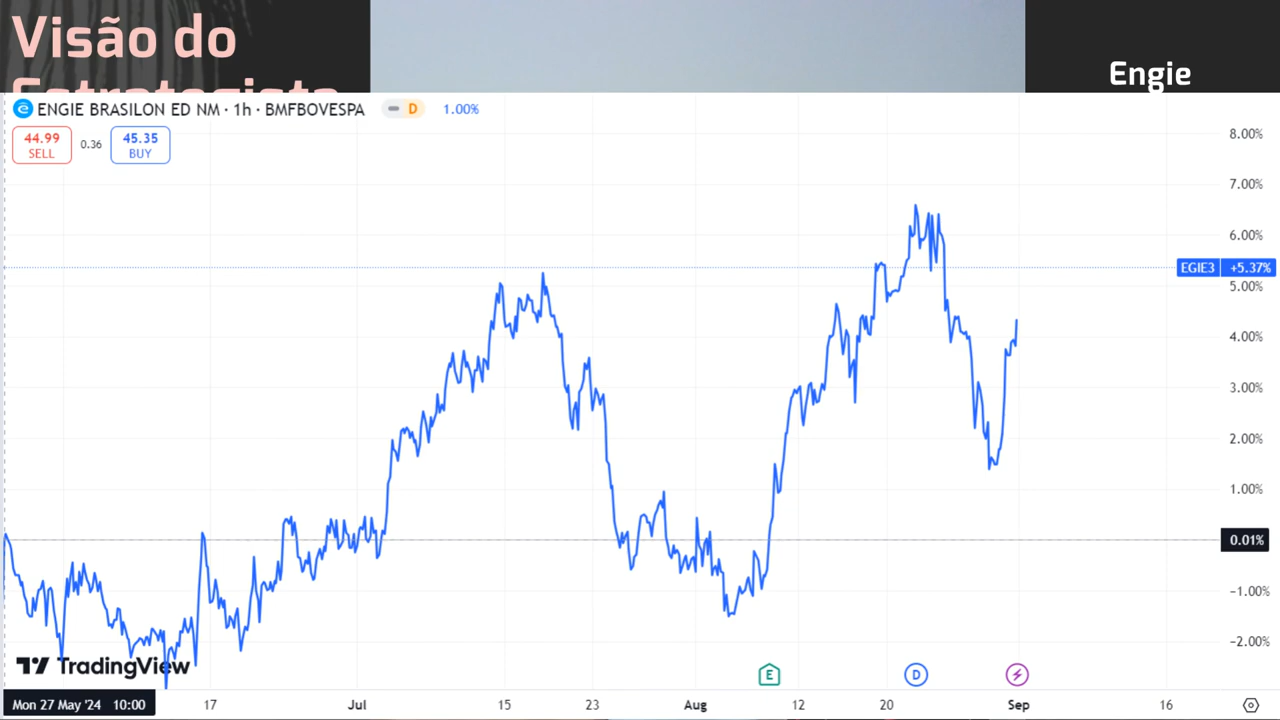 Visão do
Estrategista
Engie
ENGIE BRASILON ED NM · 1h · BMFBOVESPA
D
1.00%
44.99
SELL
0.36
45.35
BUY
8.00%
7.00%
6.00%
EGIE3 +5.37%
5.00%
4.00%
3.00%
2.00%
1.00%
0.01%
−1.00%
−2.00%
TradingView
E
D
Mon 27 May '24 10:00
17
Jul
15
23
Aug
12
20
Sep
16